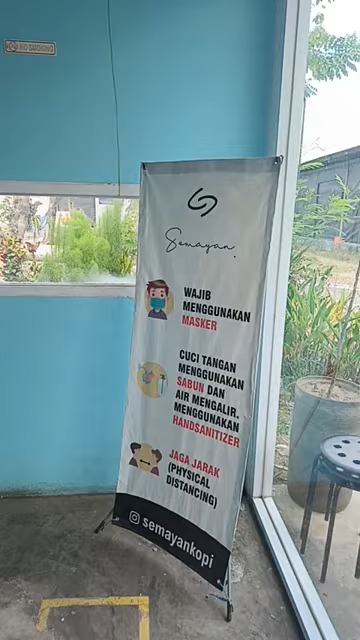 NO SMOKING
Semayan.
WAJIB
MENGGUNAKAN
MASKER
CUCI TANGAN
MENGGUNAKAN
SABUN DAN
AIR MENGALIR.
MENGGUNAKAN
HANDSANITIZER
JAGA JARAK
(PHYSICAL
DISTANCING)
semayankopi